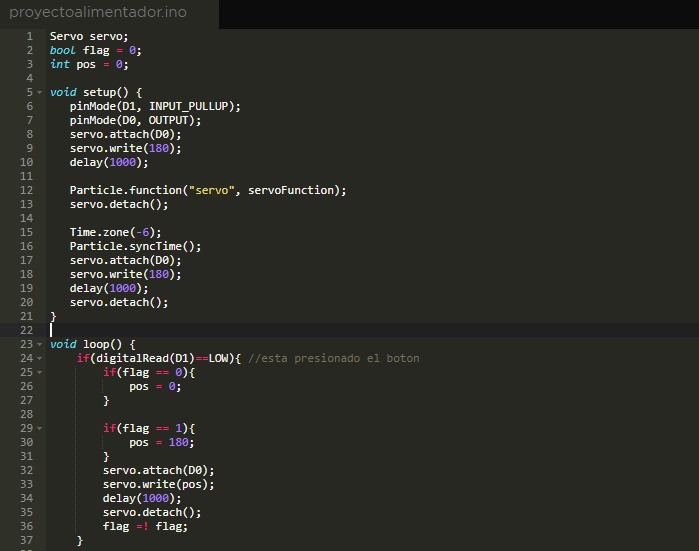 proyectoalimentador.ino
1 Servo servo;
2 bool flag = 0;
3 int pos = 0;
4
5 void setup() {
6 pinMode(D1, INPUT_PULLUP);
7 pinMode(D0, OUTPUT);
8 servo.attach(D0);
9 servo.write(180);
10 delay(1000);
11
12 Particle.function("servo", servoFunction);
13 servo.detach();
14
15 Time.zone(-6);
16 Particle.syncTime();
17 servo.attach(D0);
18 servo.write(180);
19 delay(1000);
20 servo.detach();
21 }
22
23 void loop() {
24 if(digitalRead(D1)==LOW){ //esta presionado el boton
25 if(flag == 0){
26 pos = 0;
27 }
28
29 if(flag == 1){
30 pos = 180;
31 }
32 servo.attach(D0);
33 servo.write(pos);
34 delay(1000);
35 servo.detach();
36 flag =! flag;
37 }